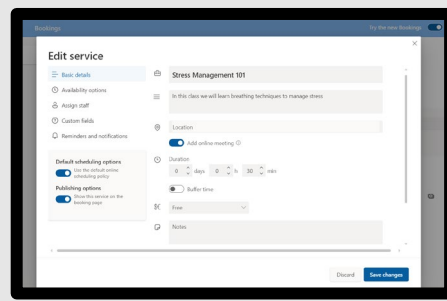 Bookings
Try the new Bookings
Edit service
Basic details
Availability options
Assign staff
Custom fields
Reminders and notifications
Default scheduling options
Use the default online
scheduling policy
Publishing options
Show this service on the
booking page
Stress Management 101
In this class we will learn breathing techniques to manage stress
Location
Add online meeting
Duration
0 days 0 h 30 min
Buffer time
Free
Notes
Discard
Save changes